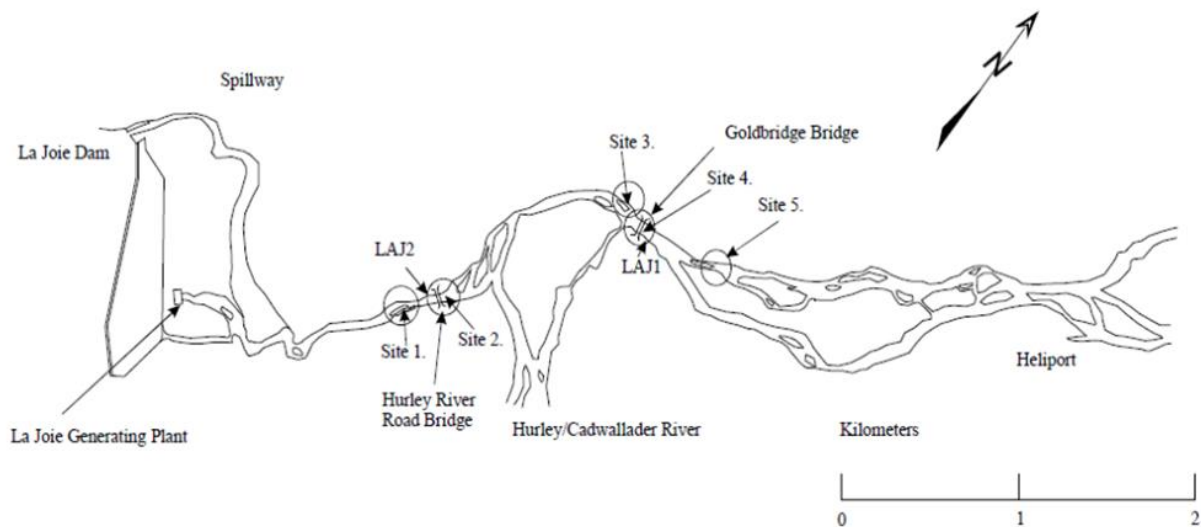 Spillway
N
Goldbridge Bridge
La Joie Dam
Site 3.
Site 4.
Site 5.
LAJ2
LAJ1
Site 1.
Site 2.
Heliport
Hurley River
Road Bridge
La Joie Generating Plant
Hurley/Cadwallader River
Kilometers
0 1 2